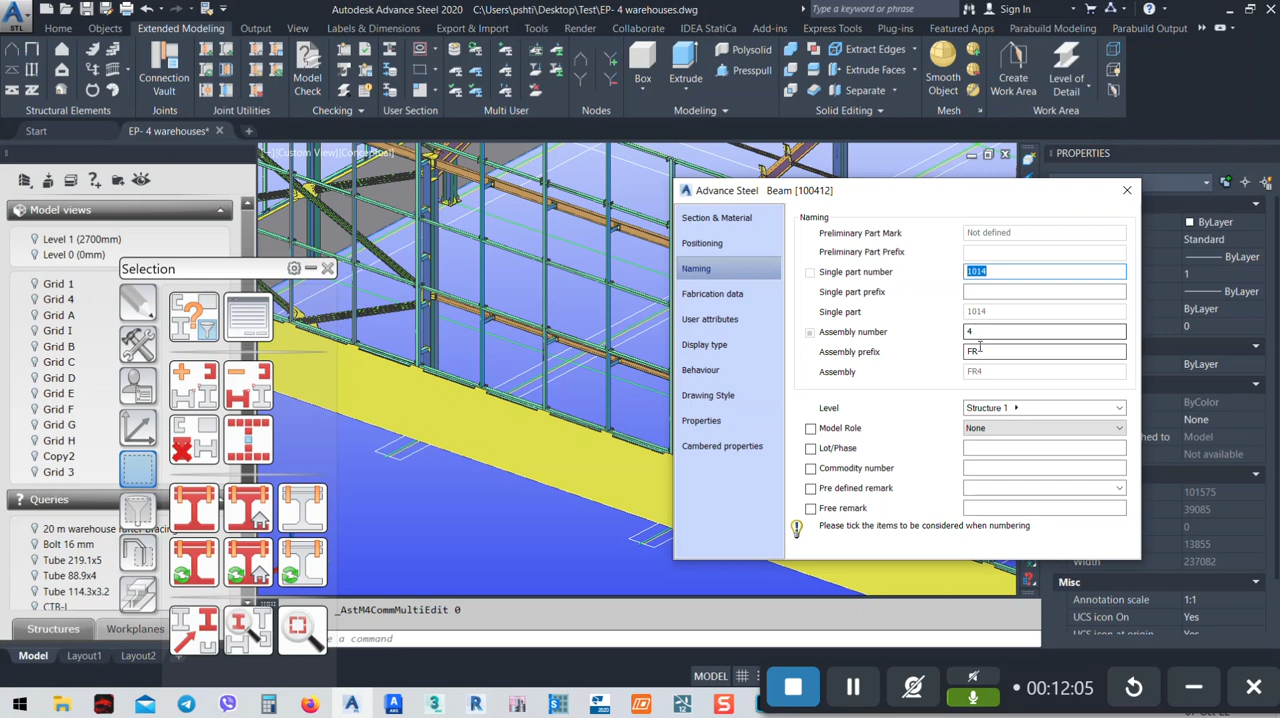 Autodesk Advance Steel 2020 C:\users\pshti\Desktop\Test\EP- 4 warehouses.dwg
Type a keyword or phrase
Sign In
STL
Home Objects Extended Modeling Output View Labels & Dimensions Export & Import Tools Render Collaborate IDEA StatiCa Add-ins Express Tools Plug-ins Featured Apps Parabuild Modeling Parabuild Output
Connection Vault
Model Check
Box
Extrude
Polysolid
Presspull
Extract Edges
Extrude Faces
Separate
Smooth Object
Create Work Area
Level of Detail
Structural Elements Joints Joint Utilities Checking User Section Multi User Nodes Modeling Solid Editing Mesh Work Area
Start EP- 4 warehouses*
[Custom View][Conceptual]
Model views
Level 1 (2700mm)
Level 0 (0mm)
Grid 1
Grid 4
Grid A
Grid I
Grid B
Grid C
Grid D
Grid E
Grid F
Grid G
Grid H
Copy2
Grid 3
Queries
20 m warehouse
Bolt 16 mm
Tube 219.1x5
Tube 88.9x4
Tube 114.3x3.2
CTR-I
Structures Workplanes
Selection
Advance Steel Beam [100412]
Section & Material
Positioning
Naming
Fabrication data
User attributes
Display type
Behaviour
Drawing Style
Properties
Cambered properties
Naming
Preliminary Part Mark Not defined
Preliminary Part Prefix
Single part number 1014
Single part prefix
Single part 1014
Assembly number 4
Assembly prefix FR
Assembly FR4
Level Structure 1
Model Role None
Lot/Phase
Commodity number
Pre defined remark
Free remark
Please tick the items to be considered when numbering
PROPERTIES
ByLayer
Standard
ByLayer
1
ByLayer
0
ByLayer
ByColor
None
Model
Not available
101575
39085
0
13855
237082
Misc
Annotation scale 1:1
UCS icon On Yes
UCS icon at origin Yes
_AstM4CommMultiEdit 0
a command
Model Layout1 Layout2 +
MODEL
00:12:05